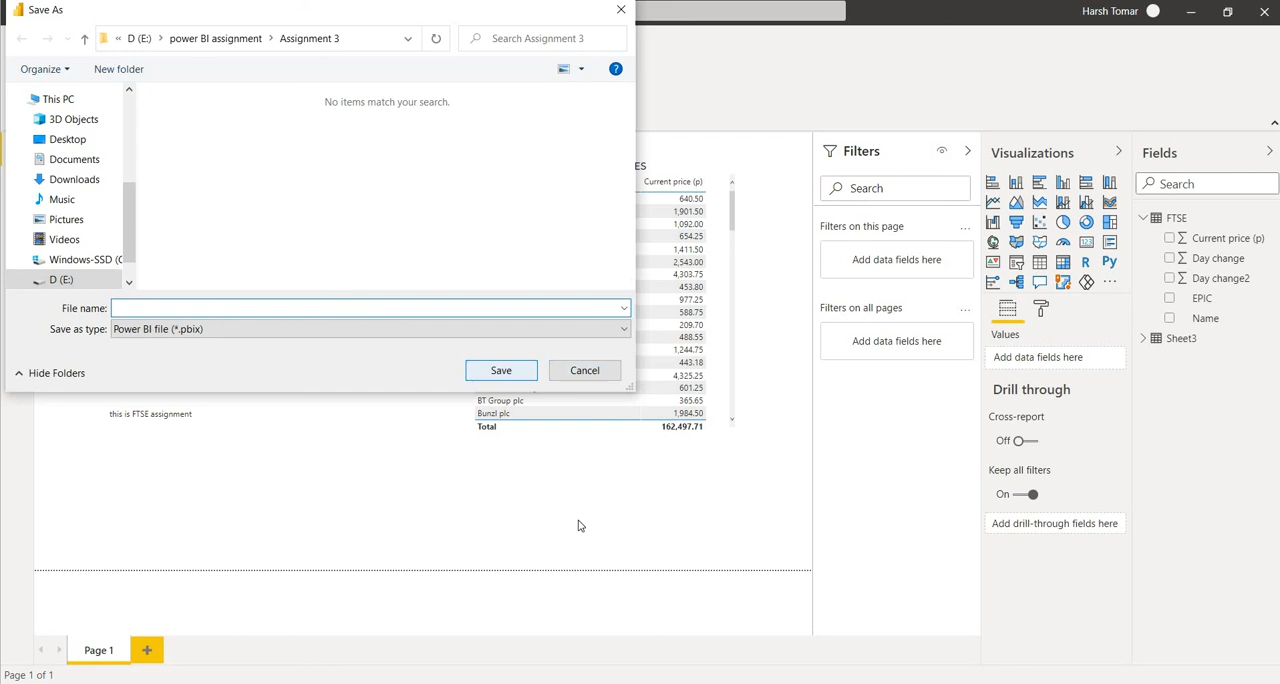 Save As
Harsh Tomar
« D (E:) > power BI assignment > Assignment 3
Search Assignment 3
Organize
New folder
?
This PC
3D Objects
Desktop
Documents
Downloads
Music
Pictures
Videos
Windows-SSD (C
D (E:)
No items match your search.
File name:
Save as type: Power BI file (*.pbix)
Hide Folders
Save
Cancel
ES
Current price (p)
640.50
1,901.50
1,092.00
654.25
1,411.50
2,543.00
4,303.75
453.80
977.25
588.75
209.70
488.55
1,244.75
443.18
4,325.25
601.25
BT Group plc 365.65
Bunzl plc 1,984.50
Total 162,497.71
this is FTSE assignment
Filters
Search
Filters on this page ...
Add data fields here
Filters on all pages ...
Add data fields here
Visualizations
123
R
Py
...
Values
Add data fields here
Drill through
Cross-report
Off
Keep all filters
On
Add drill-through fields here
Fields
Search
FTSE
Σ Current price (p)
Σ Day change
Σ Day change2
EPIC
Name
Sheet3
Page 1
+
Page 1 of 1